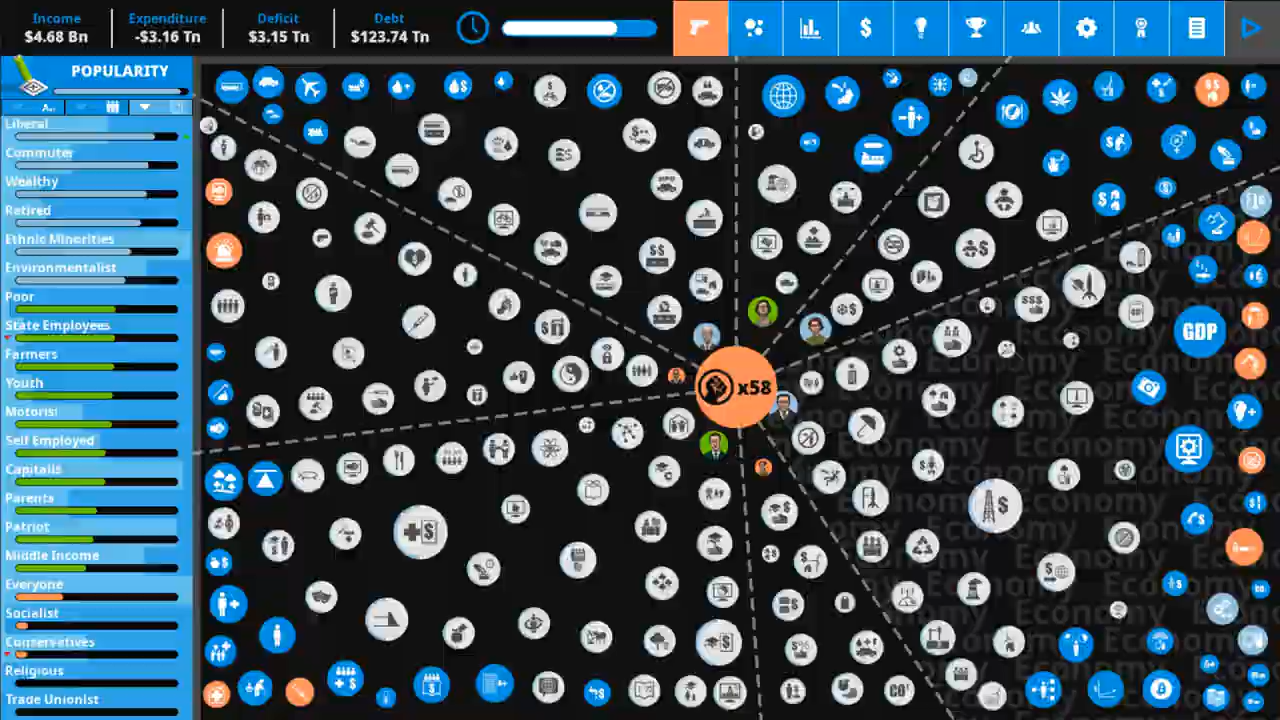 Income
$4.68 Bn
Expenditure
-$3.16 Tn
Deficit
$3.15 Tn
Debt
$123.74 Tn
POPULARITY
Liberal
Commuter
Wealthy
Retired
Ethnic Minorities
Environmentalist
Poor
State Employees
Farmers
Youth
Motorist
Self Employed
Capitalis
Parents
Patriot
Middle Income
Everyone
Socialist
Conservatives
Religious
Trade Unionist
x58
GDP
Economy